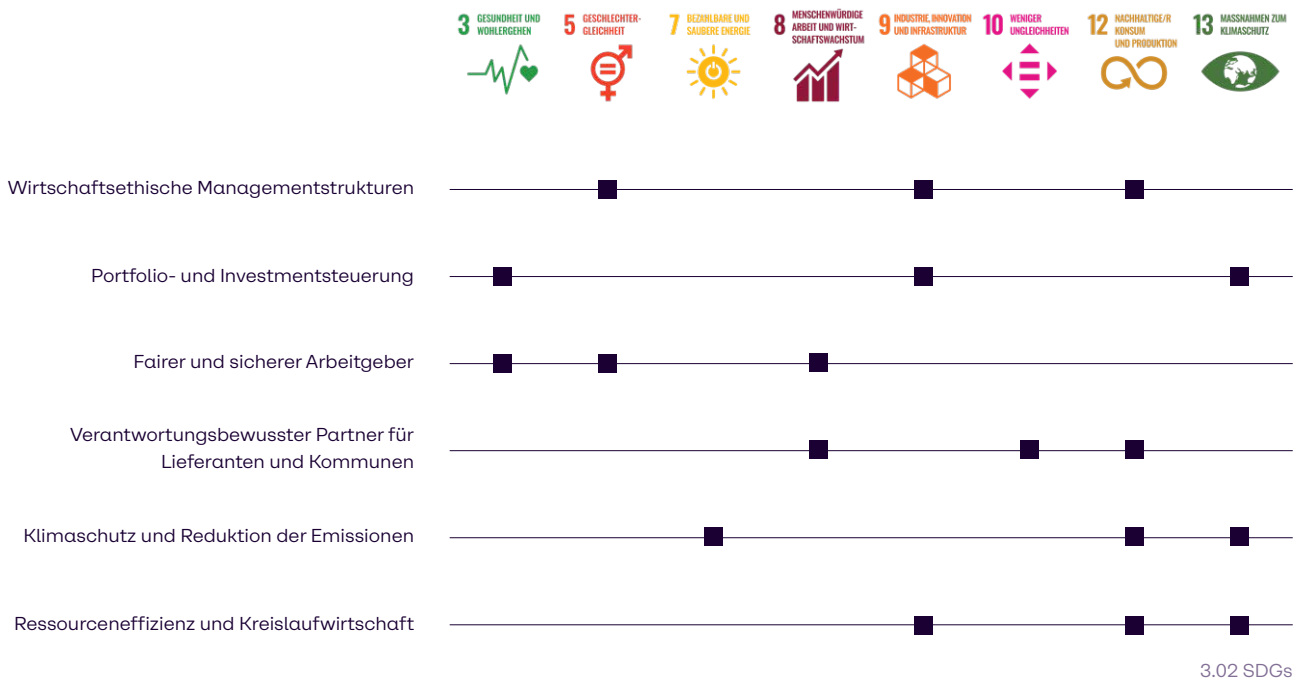 3 GESUNDHEIT UND
WOHLERGEHEN
5 GESCHLECHTER-
GLEICHHEIT
7 BEZAHLBARE UND
SAUBERE ENERGIE
8 MENSCHENWÜRDIGE
ARBEIT UND WIRT-
SCHAFTSWACHSTUM
9 INDUSTRIE, INNOVATION
UND INFRASTRUKTUR
10 WENIGER
UNGLEICHHEITEN
12 NACHHALTIGE/R
KONSUM
UND PRODUKTION
13 MASSNAHMEN ZUM
KLIMASCHUTZ
Wirtschaftsethische Managementstrukturen
Portfolio- und Investmentsteuerung
Fairer und sicherer Arbeitgeber
Verantwortungsbewusster Partner für
Lieferanten und Kommunen
Klimaschutz und Reduktion der Emissionen
Ressourceneffizienz und Kreislaufwirtschaft
3.02 SDGs